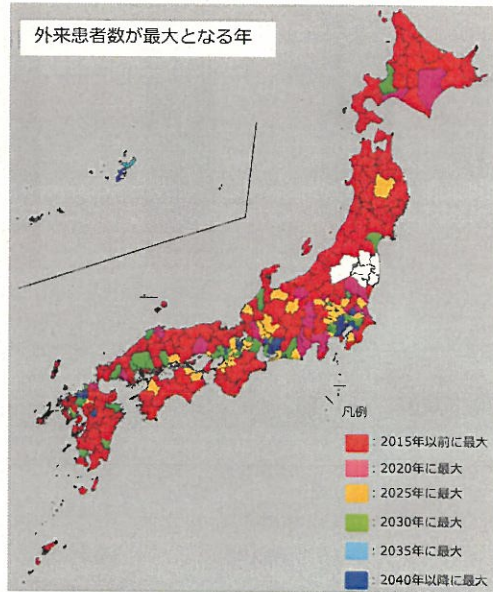 外来患者数が最大となる年
凡例
: 2015年以前に最大
: 2020年に最大
: 2025年に最大
: 2030年に最大
: 2035年に最大
: 2040年以降に最大